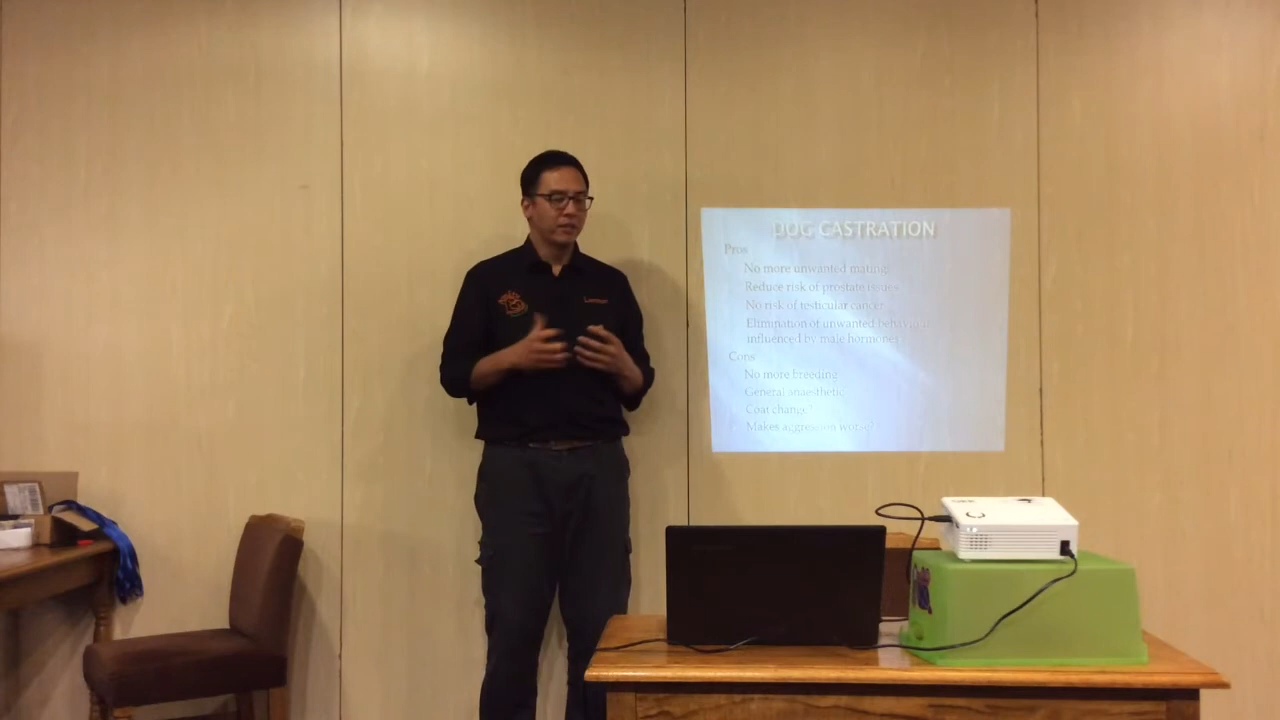 DOG CASTRATION
Pros
No more unwanted mating
Reduce risk of prostate issues
No risk of testicular cancer
Elimination of unwanted behaviour
influenced by male hormones
Cons
No more breeding
General anaesthetic
Coat change?
Makes aggression worse?